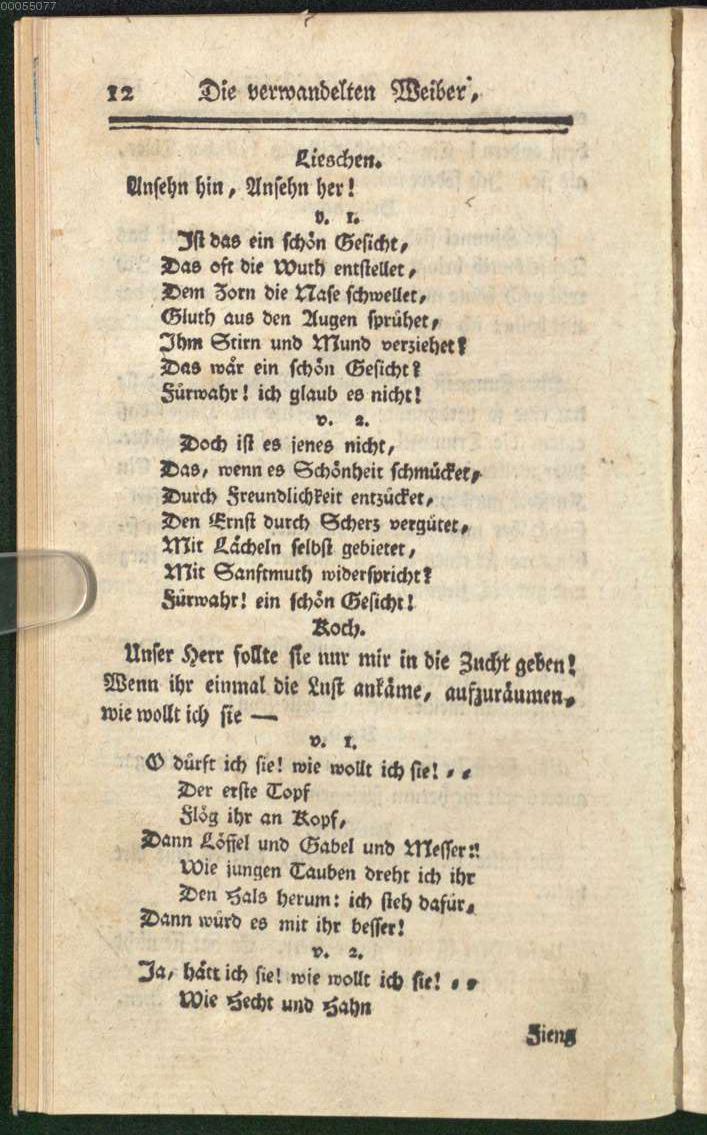 00055077
12 Die verwandelten Weiber,
Lieschen.
Ansehn hin, Ansehn her!
v. 1.
Ist das ein schön Gesicht,
Das oft die Wuth entstellet,
Dem Zorn die Nase schwellet,
Gluth aus den Augen sprühet,
Ihm Stirn und Mund verziehet?
Das wär ein schön Gesicht?
Fürwahr! ich glaub es nicht!
v. 2.
Doch ist es jenes nicht,
Das, wenn es Schönheit schmücket,
Durch Freundlichkeit entzücket,
Den Ernst durch Scherz vergütet,
Mit Lächeln selbst gebietet,
Mit Sanftmuth widerspricht?
Fürwahr! ein schön Gesicht!
Koch.
Unser Herr sollte sie nur mir in die Zucht geben!
Wenn ihr einmal die Lust ankäme, aufzuräumen,
wie wollt ich sie —
v. 1.
O dürft ich sie! wie wollt ich sie! = =
Der erste Topf
Flög ihr an Kopf,
Dann Löffel und Gabel und Messer!!
Wie jungen Tauben dreht ich ihr
Den Hals herum: ich steh dafür,
Dann würd es mit ihr besser!
v. 2.
Ja, hätt ich sie! wie wollt ich sie! = =
Wie Hecht und Hahn
Fieng